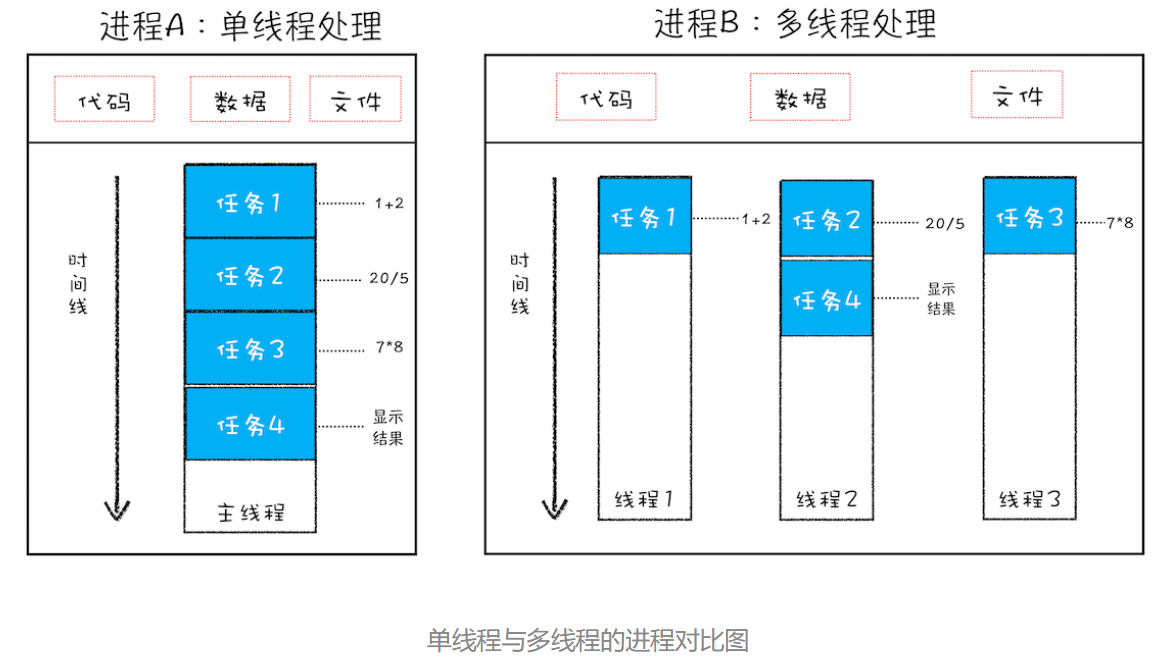 进程A：单线程处理
代码
数据
文件
时间线
任务1
1+2
任务2
20/5
任务3
7*8
任务4
显示
结果
主线程
进程B：多线程处理
代码
数据
文件
时间线
任务1
1+2
任务2
20/5
任务3
7*8
任务4
显示
结果
线程1
线程2
线程3
单线程与多线程的进程对比图